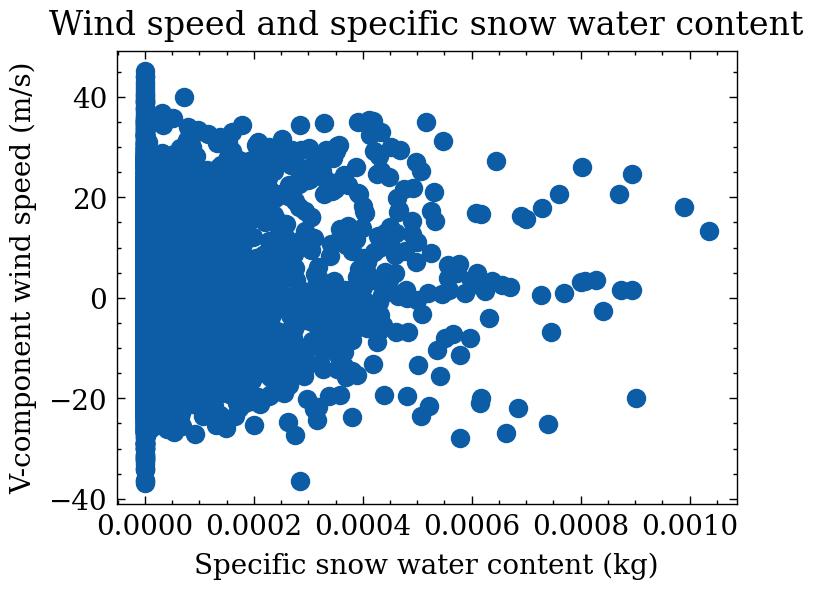 Wind speed and specific snow water content
V-component wind speed (m/s)
40
20
0
−20
−40
0.0000 0.0002 0.0004 0.0006 0.0008 0.0010
Specific snow water content (kg)